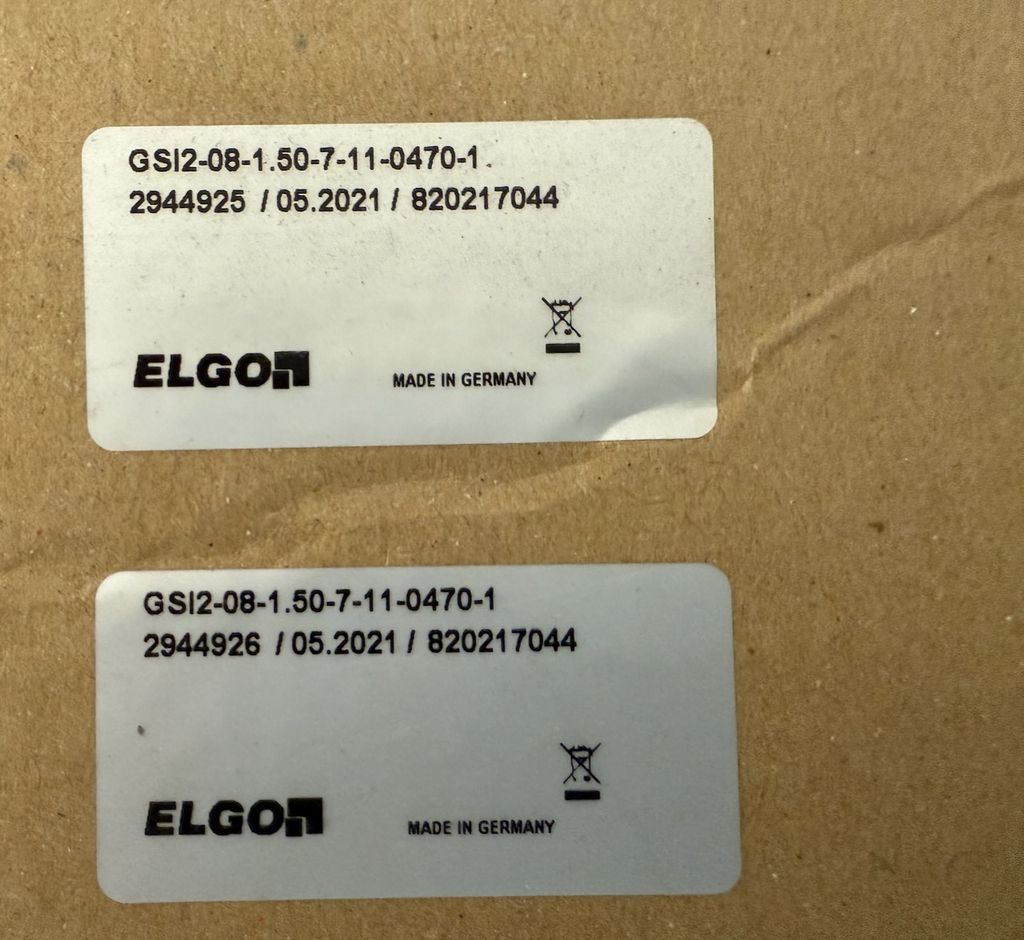 GSI2-08-1.50-7-11-0470-1
2944925 / 05.2021 / 820217044
ELGO
MADE IN GERMANY
GSI2-08-1.50-7-11-0470-1
2944926 / 05.2021 / 820217044
ELGO
MADE IN GERMANY